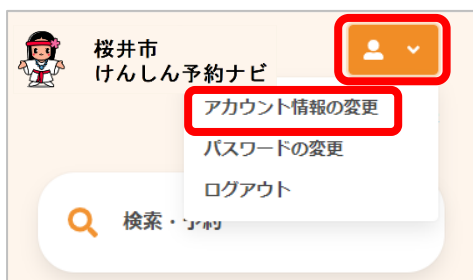 桜井市
けんしん予約ナビ
アカウント情報の変更
パスワードの変更
ログアウト
検索・予約